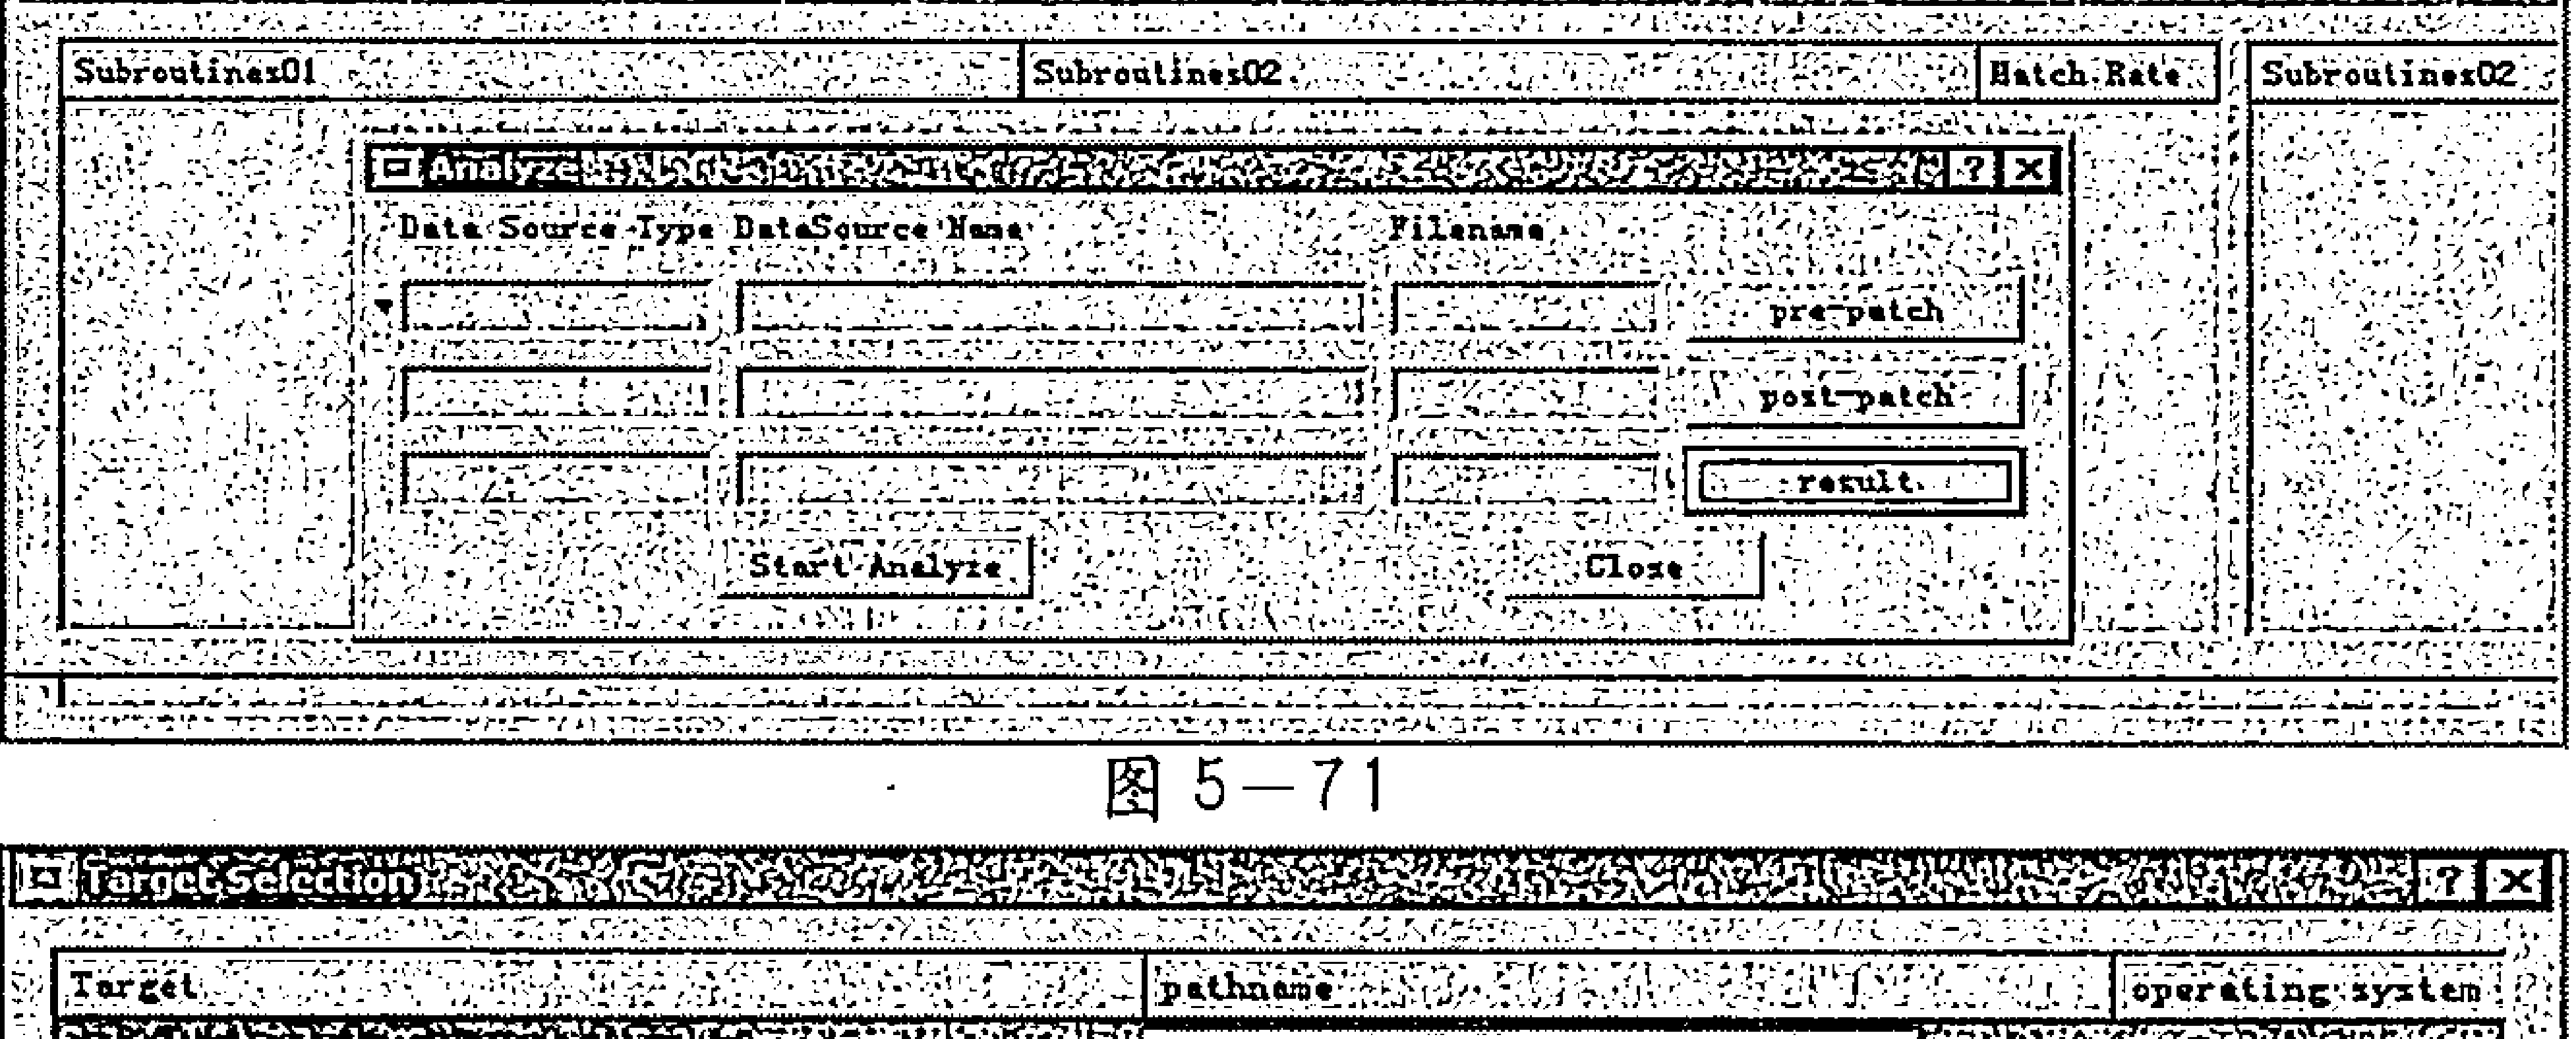 Subroutines01 Subroutines02 Match Rate Subroutines02
Analyze ? X
Data Source Type DataSource Name Filename
pre-patch
post-patch
result
Start Analyze Close
图 5－71
Target Selection ? X
Target pathname operating system